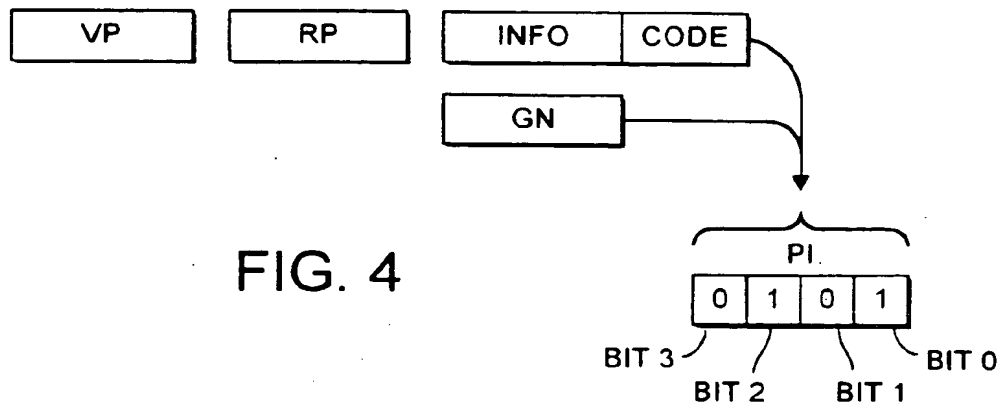 VP RP INFO CODE
GN
FIG. 4
PI.
0 1 0 1
BIT 3 BIT 0
BIT 2 BIT 1